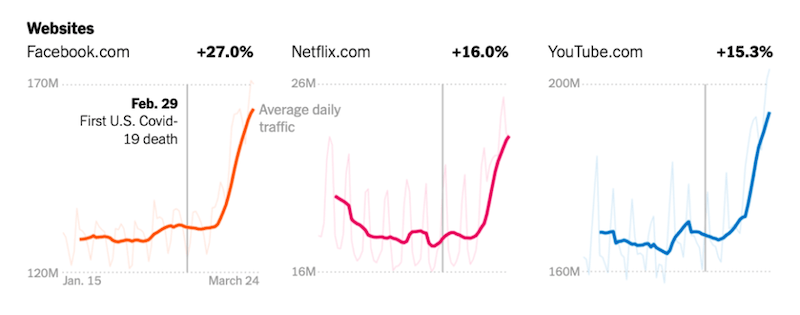 Websites
Facebook.com +27.0%
Netflix.com +16.0%
YouTube.com +15.3%
170M
Feb. 29
First U.S. Covid-
19 death
Average daily
traffic
120M
Jan. 15
March 24
26M
16M
200M
160M